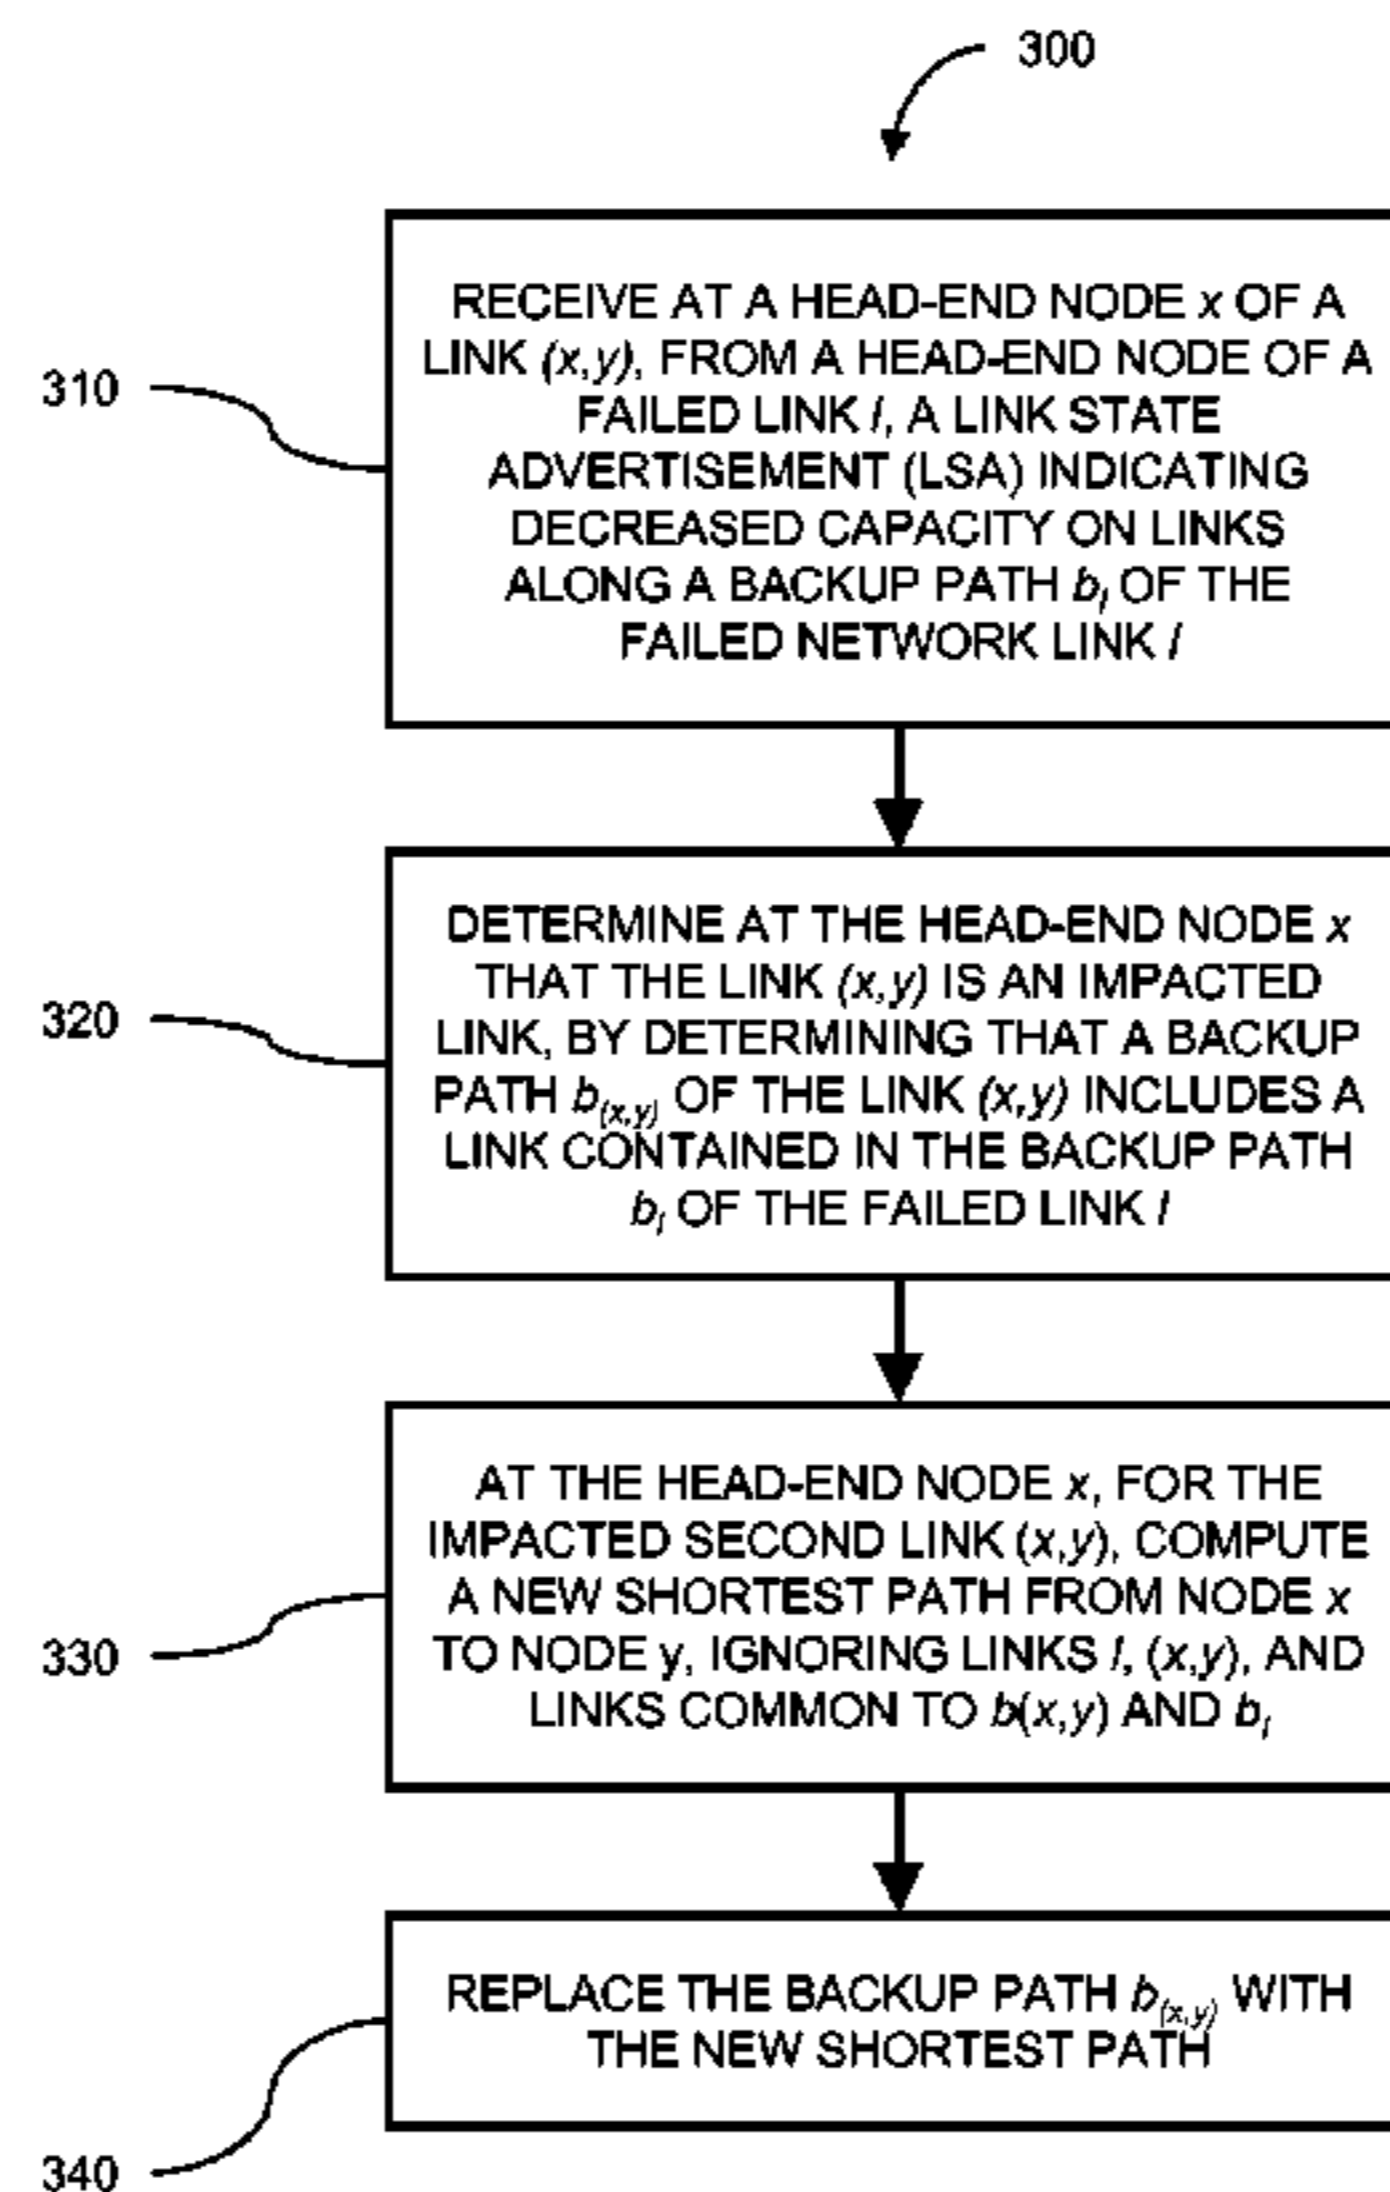 300
310
RECEIVE AT A HEAD-END NODE x OF A
LINK (x,y), FROM A HEAD-END NODE OF A
FAILED LINK l, A LINK STATE
ADVERTISEMENT (LSA) INDICATING
DECREASED CAPACITY ON LINKS
ALONG A BACKUP PATH bl OF THE
FAILED NETWORK LINK l
320
DETERMINE AT THE HEAD-END NODE x
THAT THE LINK (x,y) IS AN IMPACTED
LINK, BY DETERMINING THAT A BACKUP
PATH b(x,y) OF THE LINK (x,y) INCLUDES A
LINK CONTAINED IN THE BACKUP PATH
bl OF THE FAILED LINK l
330
AT THE HEAD-END NODE x, FOR THE
IMPACTED SECOND LINK (x,y), COMPUTE
A NEW SHORTEST PATH FROM NODE x
TO NODE y, IGNORING LINKS l, (x,y), AND
LINKS COMMON TO b(x,y) AND bl
340
REPLACE THE BACKUP PATH b(x,y) WITH
THE NEW SHORTEST PATH